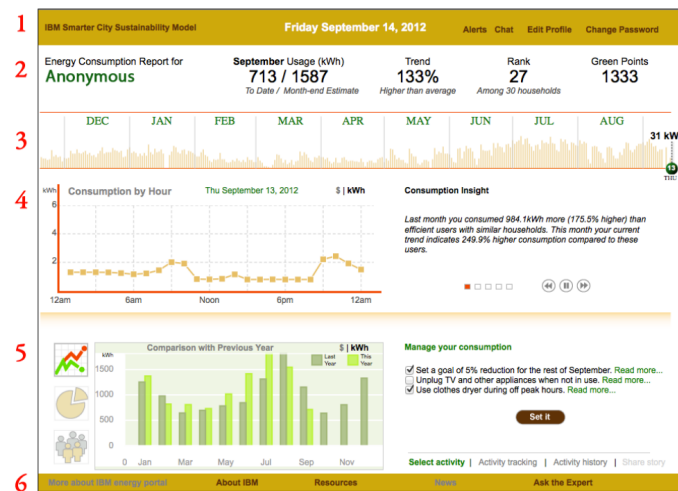 1
IBM Smarter City Sustainability Model
Friday September 14, 2012
Alerts Chat Edit Profile Change Password
2
Energy Consumption Report for
Anonymous
September Usage (kWh)
713 / 1587
To Date / Month-end Estimate
Trend
133%
Higher than average
Rank
27
Among 30 households
Green Points
1333
3
DEC JAN FEB MAR APR MAY JUN JUL AUG
31 kW
13
THU
4
kWh
Consumption by Hour
Thu September 13, 2012
$ | kWh
6
4
2
12am 6am Noon 6pm 12am
Consumption Insight
Last month you consumed 984.1kWh more (175.5% higher) than
efficient users with similar households. This month your current
trend indicates 249.9% higher consumption compared to these
users.
5
Comparison with Previous Year
$ | kWh
kWh
Last Year
This Year
1500
1000
500
0
0 Jan Mar May Jul Sep Nov
Manage your consumption
Set a goal of 5% reduction for the rest of September. Read more...
Unplug TV and other appliances when not in use. Read more...
Use clothes dryer during off peak hours. Read more...
Set it
Select activity | Activity tracking | Activity history | Share story
6
More about IBM energy portal About IBM Resources News Ask the Expert